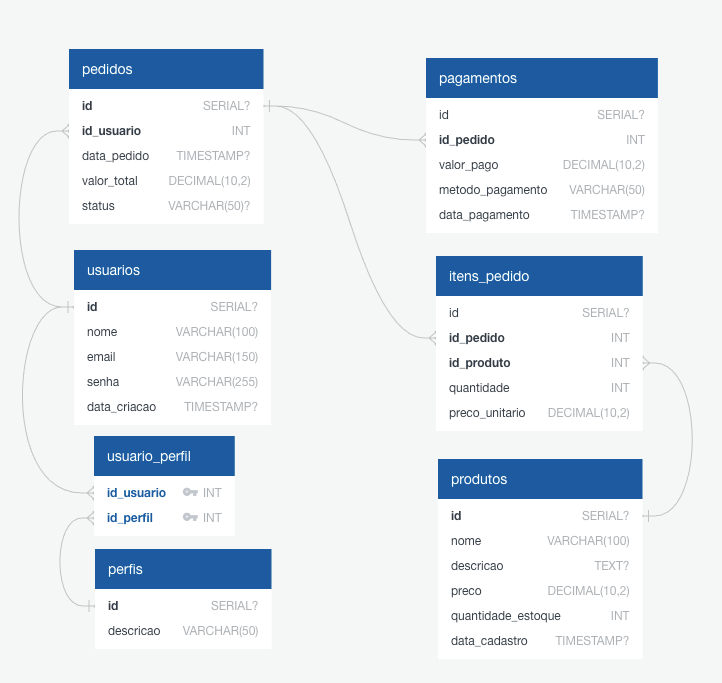 pedidos
id SERIAL?
id_usuario INT
data_pedido TIMESTAMP?
valor_total DECIMAL(10,2)
status VARCHAR(50)?
usuarios
id SERIAL?
nome VARCHAR(100)
email VARCHAR(150)
senha VARCHAR(255)
data_criacao TIMESTAMP?
usuario_perfil
id_usuario INT
id_perfil INT
perfis
id SERIAL?
descricao VARCHAR(50)
pagamentos
id SERIAL?
id_pedido INT
valor_pago DECIMAL(10,2)
metodo_pagamento VARCHAR(50)
data_pagamento TIMESTAMP?
itens_pedido
id SERIAL?
id_pedido INT
id_produto INT
quantidade INT
preco_unitario DECIMAL(10,2)
produtos
id SERIAL?
nome VARCHAR(100)
descricao TEXT?
preco DECIMAL(10,2)
quantidade_estoque INT
data_cadastro TIMESTAMP?